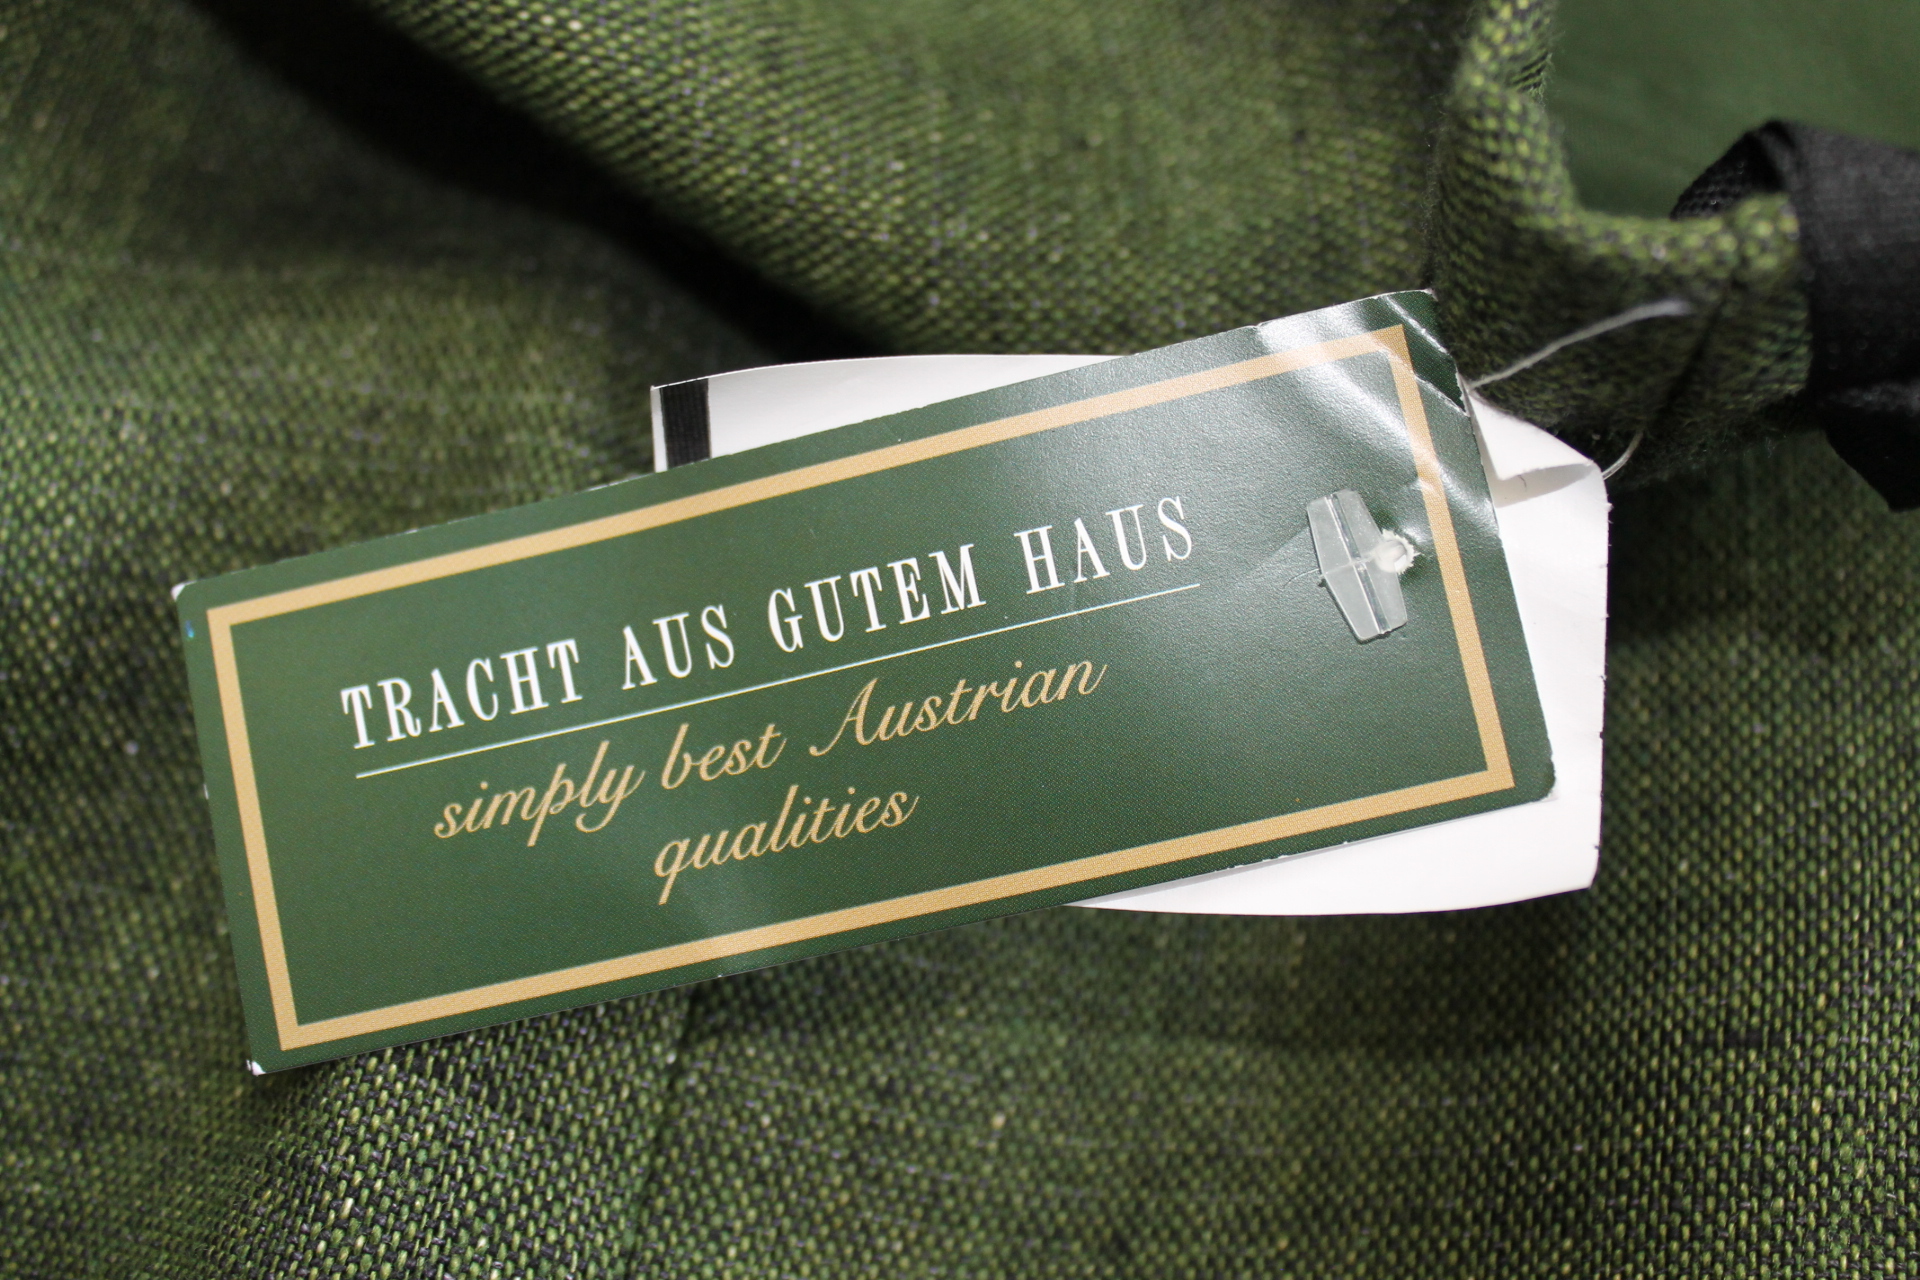 TRACHT AUS GUTEM HAUS
simply best Austrian
qualities